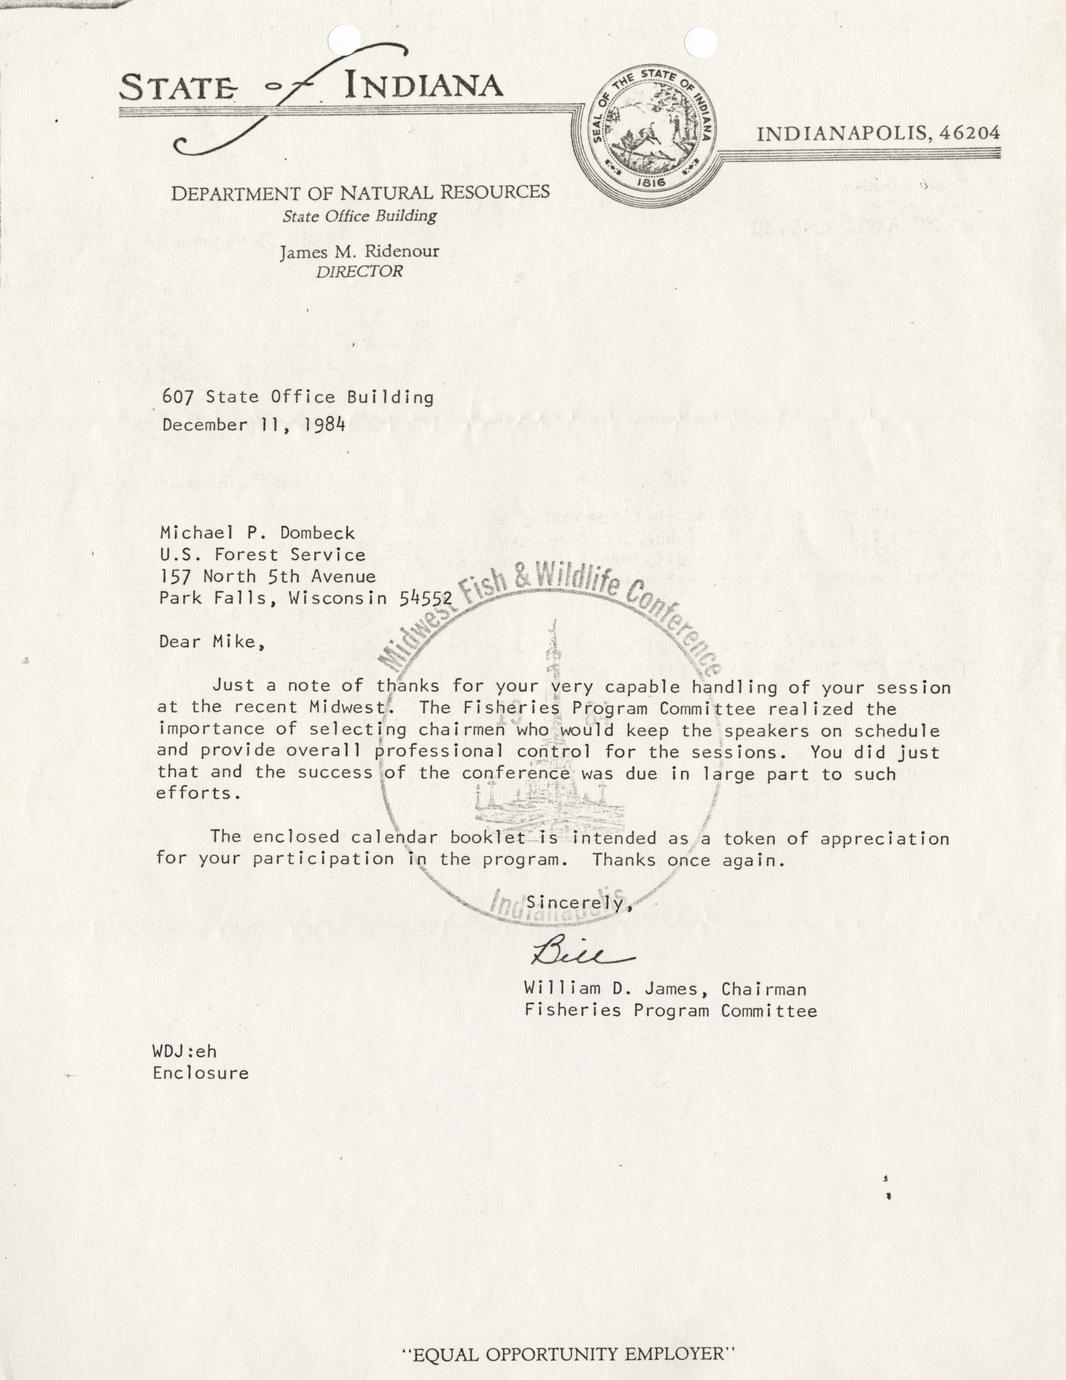 STATE of INDIANA
SEAL OF THE STATE OF INDIANA
1816
INDIANAPOLIS, 46204
DEPARTMENT OF NATURAL RESOURCES
State Office Building
James M. Ridenour
DIRECTOR
607 State Office Building
December 11, 1984
Michael P. Dombeck
U.S. Forest Service
157 North 5th Avenue
Park Falls, Wisconsin 54552
Midwest Fish & Wildlife Conference
Dear Mike,
Just a note of thanks for your very capable handling of your session
at the recent Midwest. The Fisheries Program Committee realized the
importance of selecting chairmen who would keep the speakers on schedule
and provide overall professional control for the sessions. You did just
that and the success of the conference was due in large part to such
efforts.
The enclosed calendar booklet is intended as a token of appreciation
for your participation in the program. Thanks once again.
Indianapolis
Sincerely,
Bill
William D. James, Chairman
Fisheries Program Committee
WDJ:eh
Enclosure
"EQUAL OPPORTUNITY EMPLOYER"